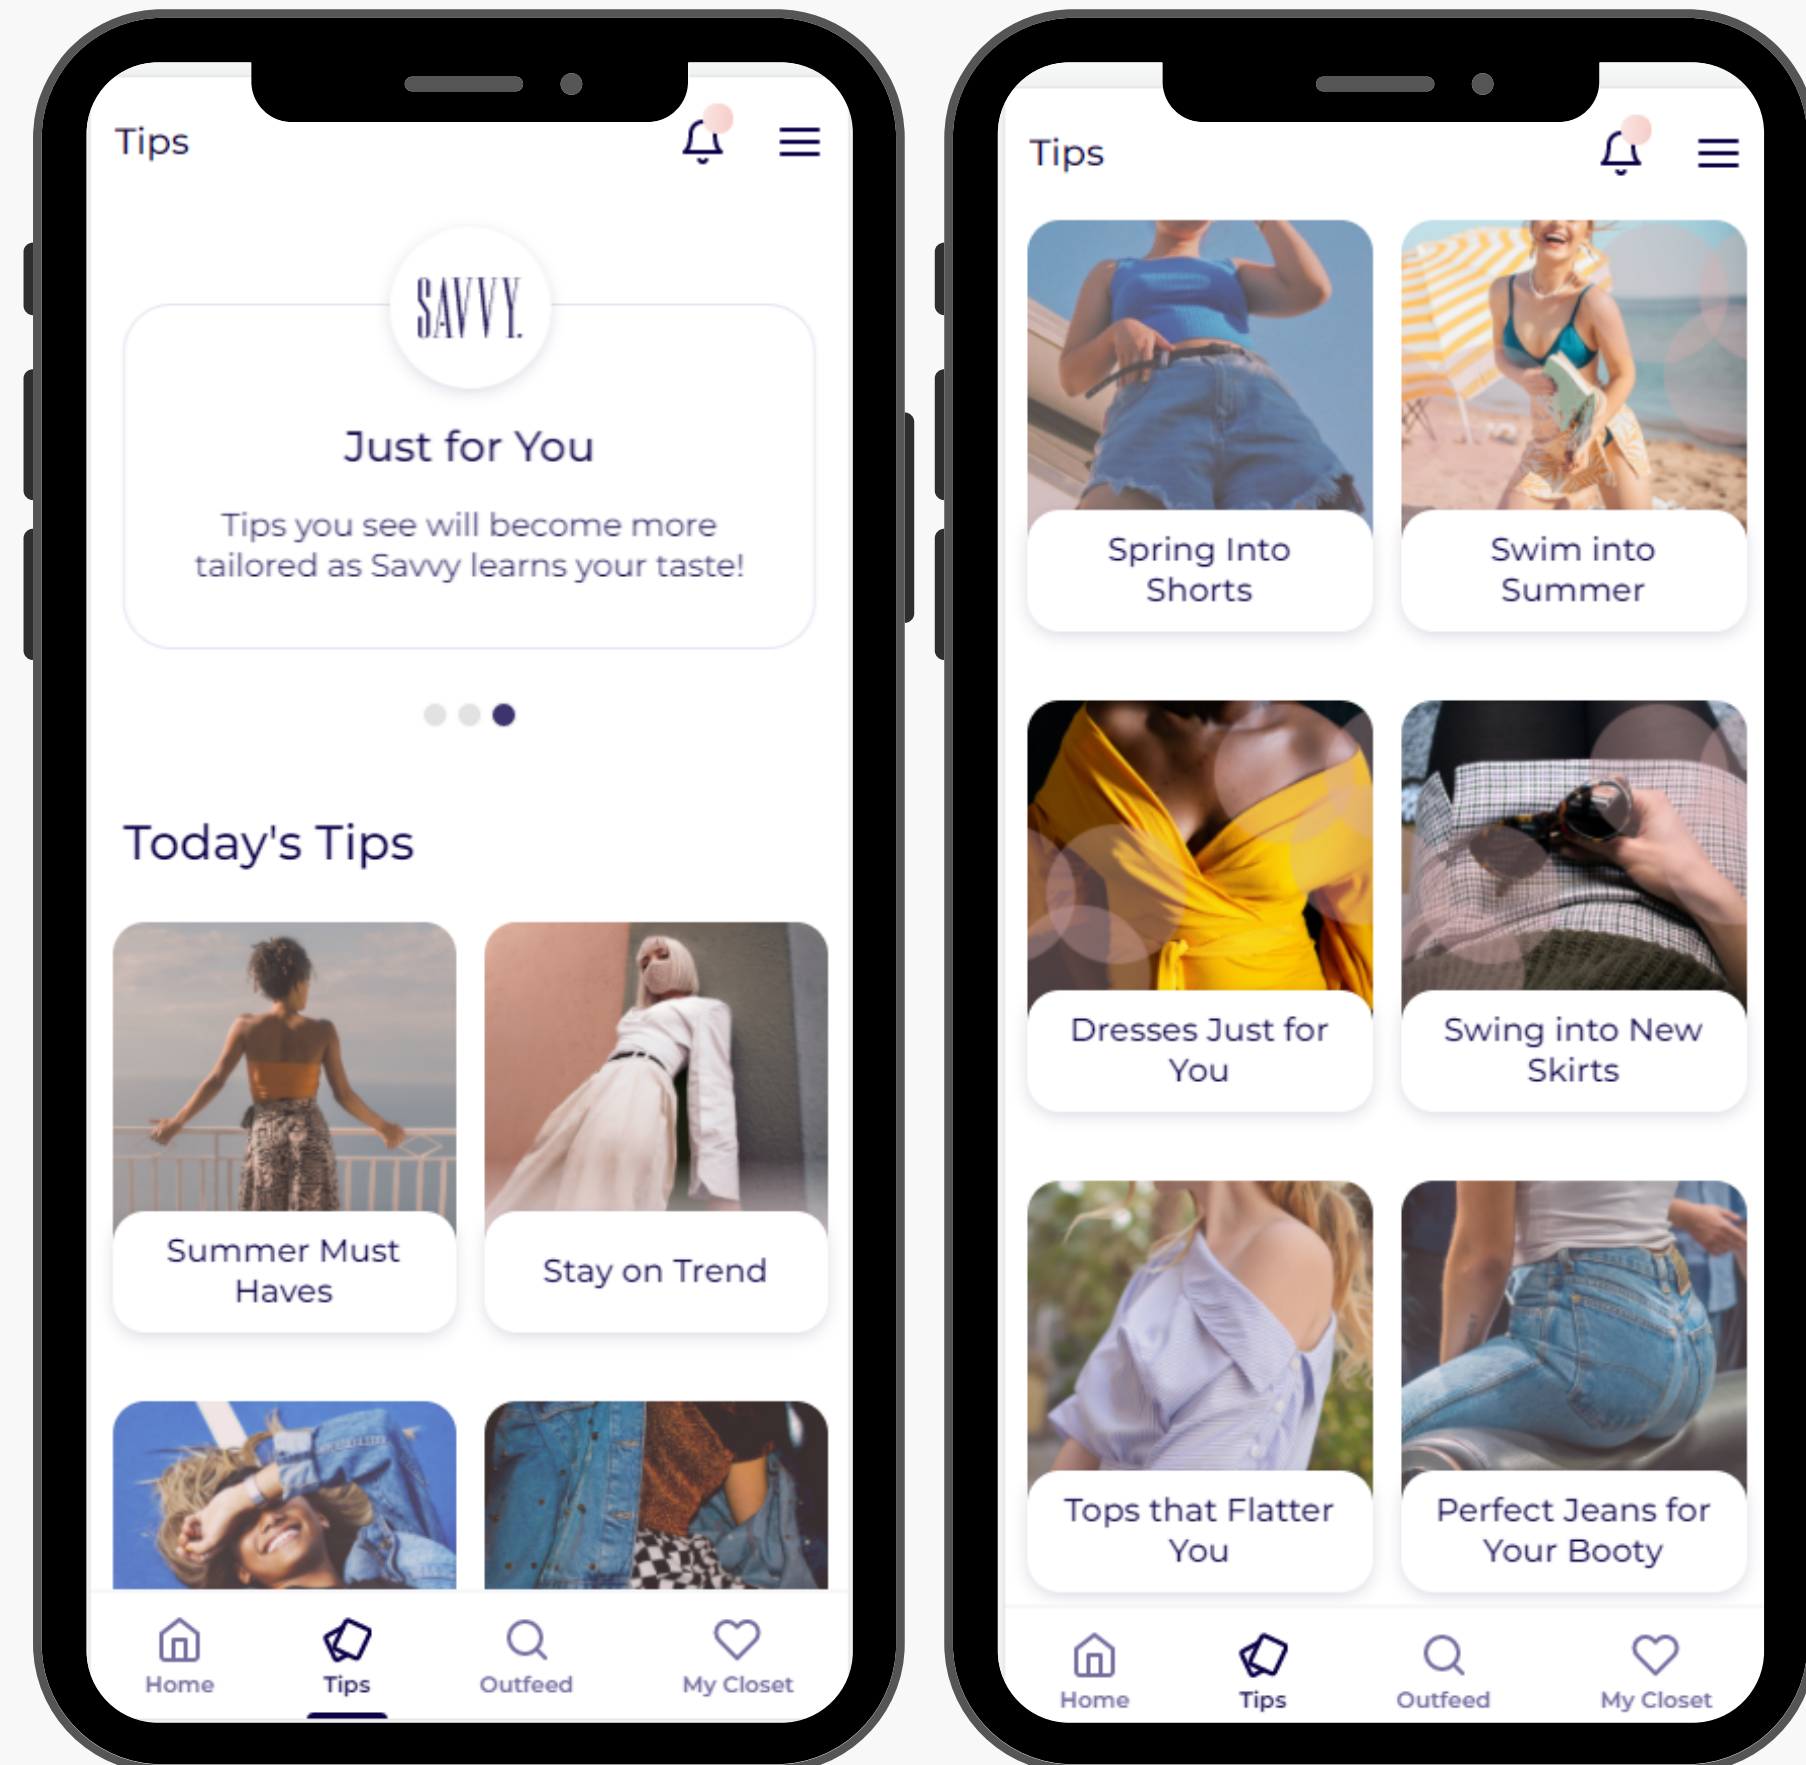 Tips
SAVVY.
Just for You
Tips you see will become more
tailored as Savvy learns your taste!
Today's Tips
Summer Must
Haves
Stay on Trend
Home
Tips
Outfeed
My Closet
Tips
Spring Into
Shorts
Swim into
Summer
Dresses Just for
You
Swing into New
Skirts
Tops that Flatter
You
Perfect Jeans for
Your Booty
Home
Tips
Outfeed
My Closet